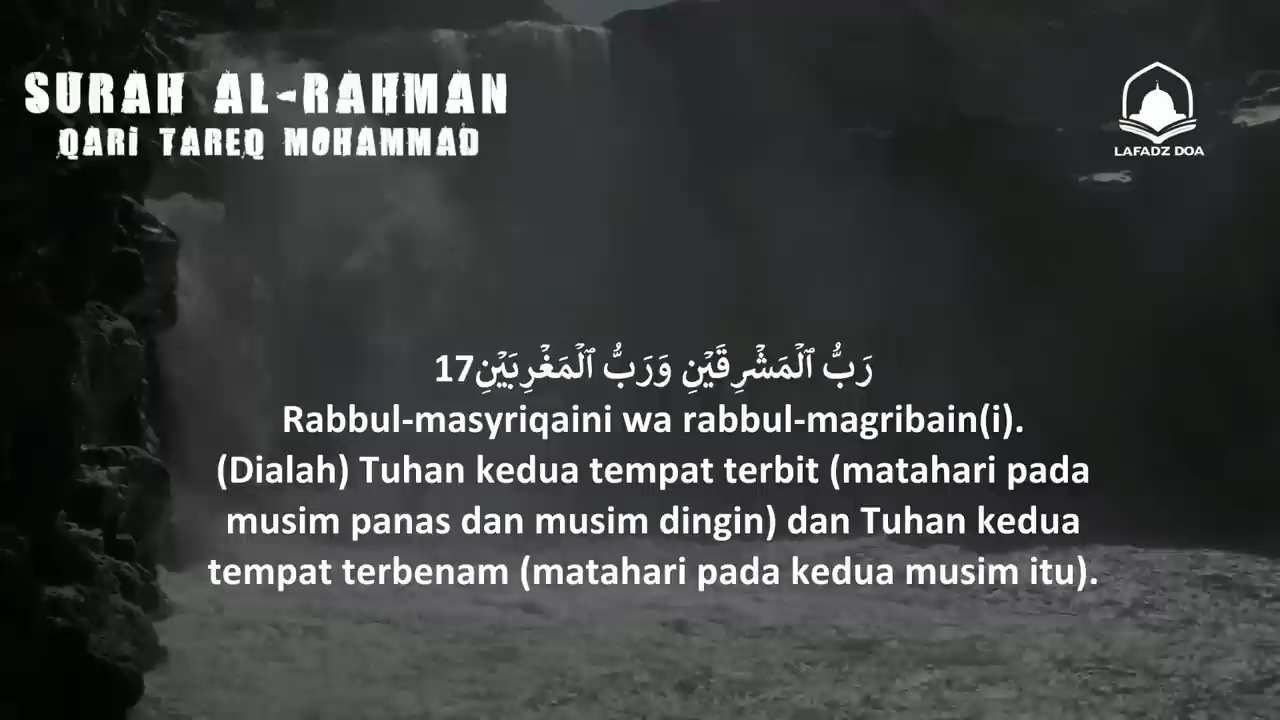 SURAH AL-RAHMAN
QARI TAREQ MOHAMMAD
LAFADZ DOA
رَبُّ ٱلْمَشْرِقَيْنِ وَرَبُّ ٱلْمَغْرِبَيْنِ17
Rabbul-masyriqaini wa rabbul-magribain(i).
(Dialah) Tuhan kedua tempat terbit (matahari pada
musim panas dan musim dingin) dan Tuhan kedua
tempat terbenam (matahari pada kedua musim itu).